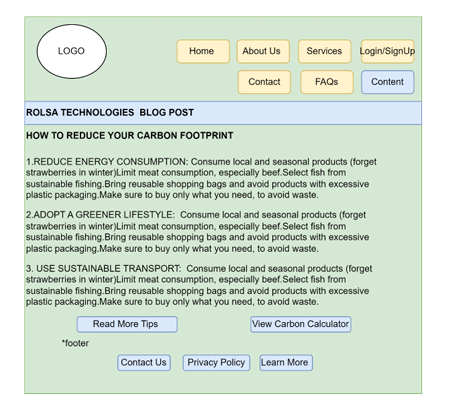 LOGO
Home
About Us
Services
Login/SignUp
Contact
FAQs
Content
ROLSA TECHNOLOGIES  BLOG POST
HOW TO REDUCE YOUR CARBON FOOTPRINT
1.REDUCE ENERGY CONSUMPTION: Consume local and seasonal products (forget
strawberries in winter)Limit meat consumption, especially beef.Select fish from
sustainable fishing.Bring reusable shopping bags and avoid products with excessive
plastic packaging.Make sure to buy only what you need, to avoid waste.
2.ADOPT A GREENER LIFESTYLE:  Consume local and seasonal products (forget
strawberries in winter)Limit meat consumption, especially beef.Select fish from
sustainable fishing.Bring reusable shopping bags and avoid products with excessive
plastic packaging.Make sure to buy only what you need, to avoid waste.
3. USE SUSTAINABLE TRANSPORT:  Consume local and seasonal products (forget
strawberries in winter)Limit meat consumption, especially beef.Select fish from
sustainable fishing.Bring reusable shopping bags and avoid products with excessive
plastic packaging.Make sure to buy only what you need, to avoid waste.
Read More Tips
View Carbon Calculator
*footer
Contact Us
Privacy Policy
Learn More